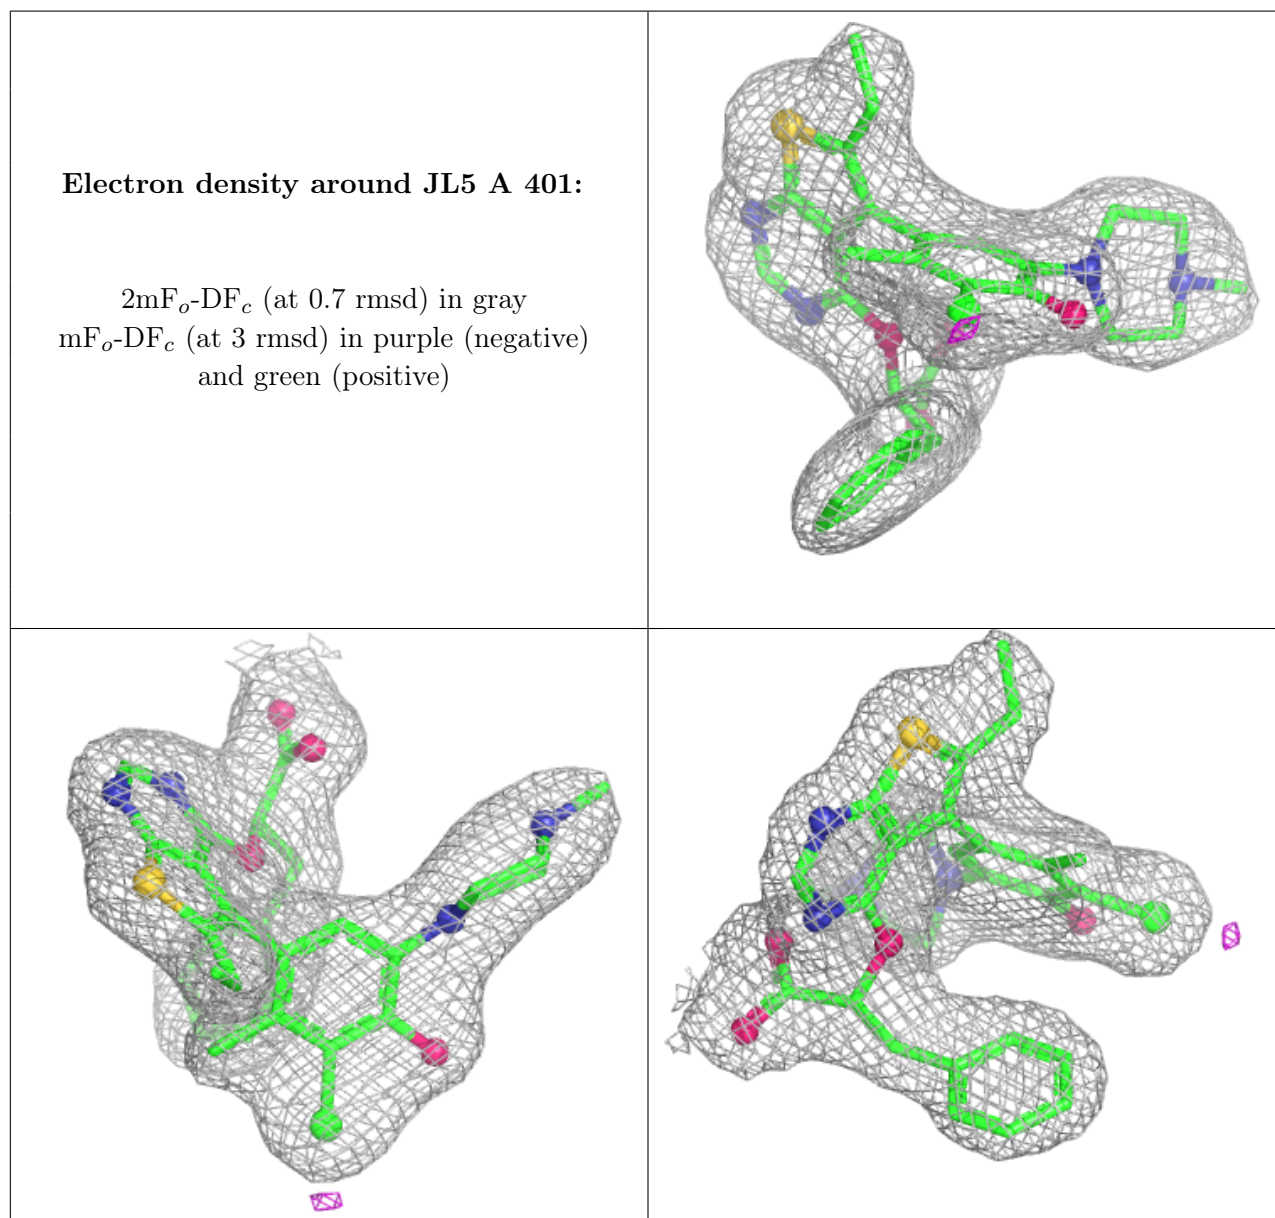 Electron density around JL5 A 401:
2mFo-DFc (at 0.7 rmsd) in gray
mFo-DFc (at 3 rmsd) in purple (negative)
and green (positive)